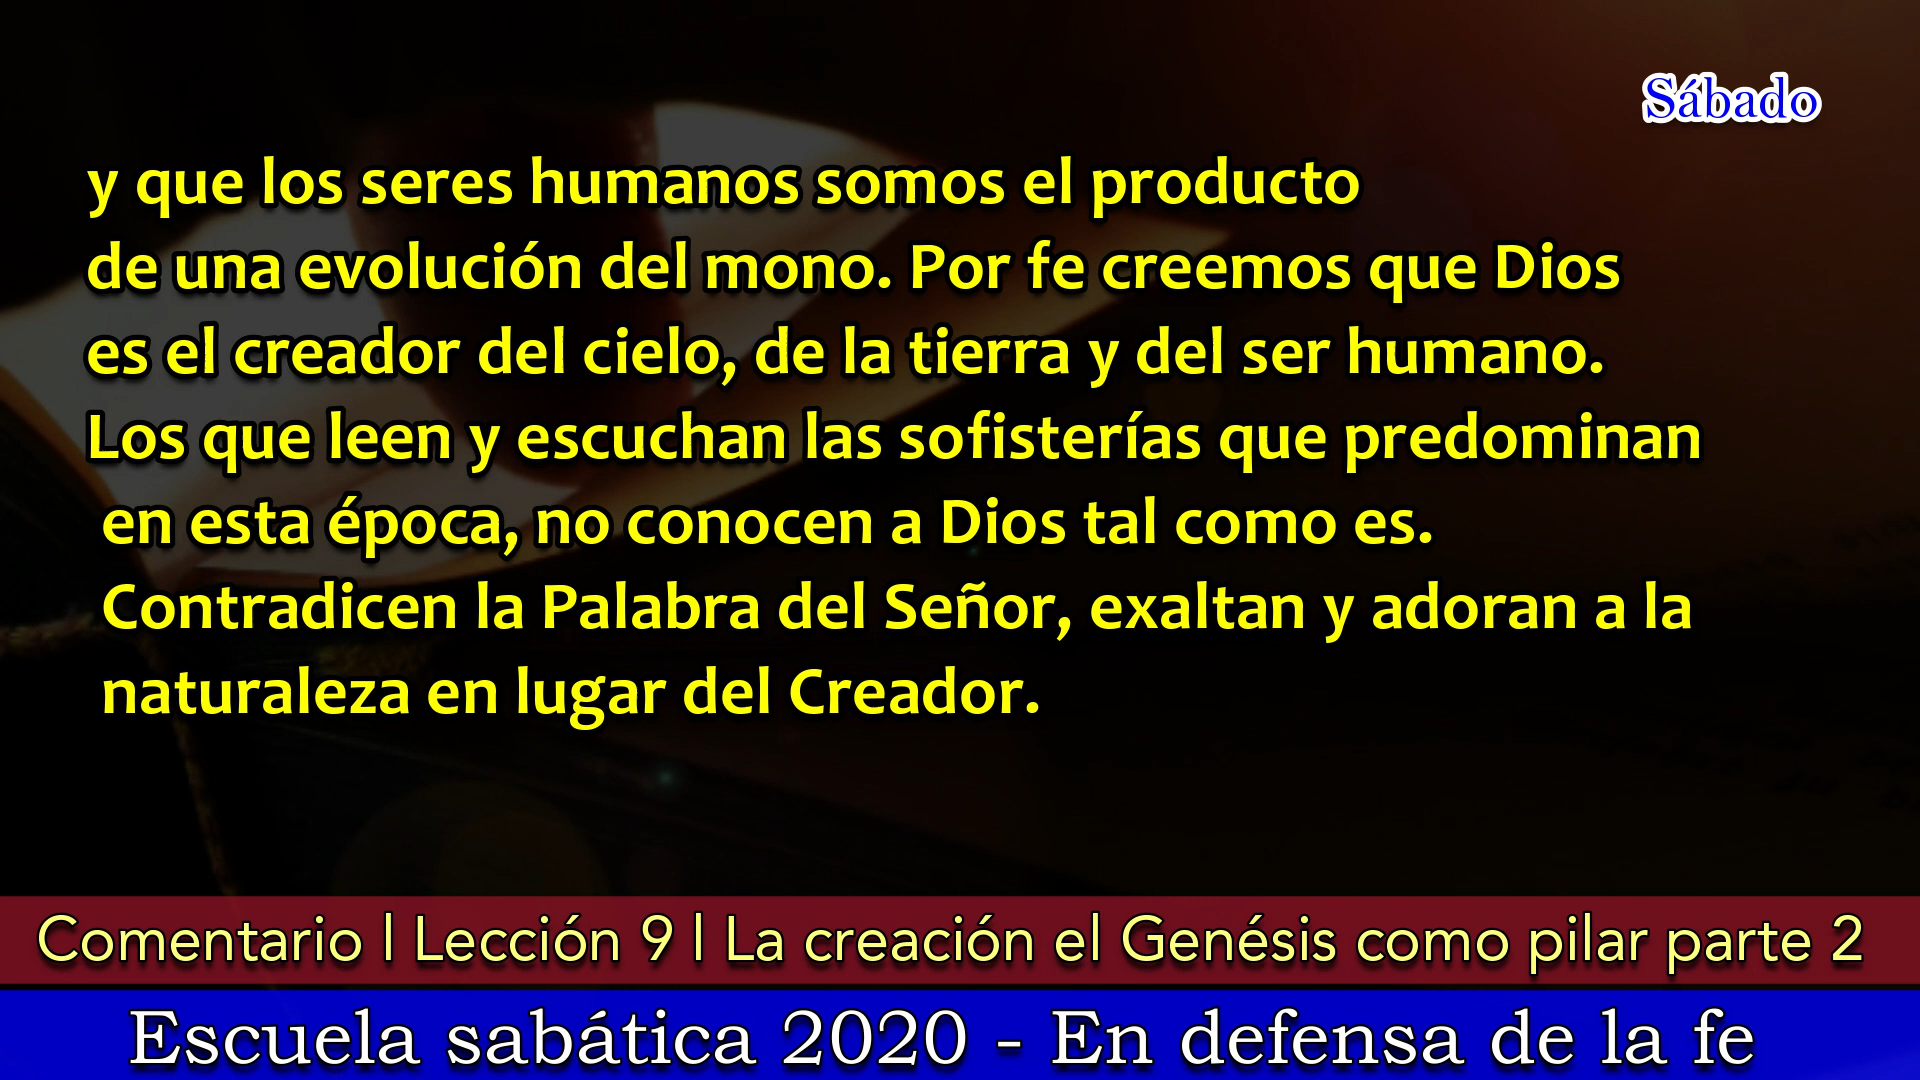 Sábado
y que los seres humanos somos el producto
de una evolución del mono. Por fe creemos que Dios
es el creador del cielo, de la tierra y del ser humano.
Los que leen y escuchan las sofisterías que predominan
en esta época, no conocen a Dios tal como es.
Contradicen la Palabra del Señor, exaltan y adoran a la
naturaleza en lugar del Creador.
Comentario l Lección 9 l La creación el Genésis como pilar parte 2
Escuela sabática 2020 - En defensa de la fe